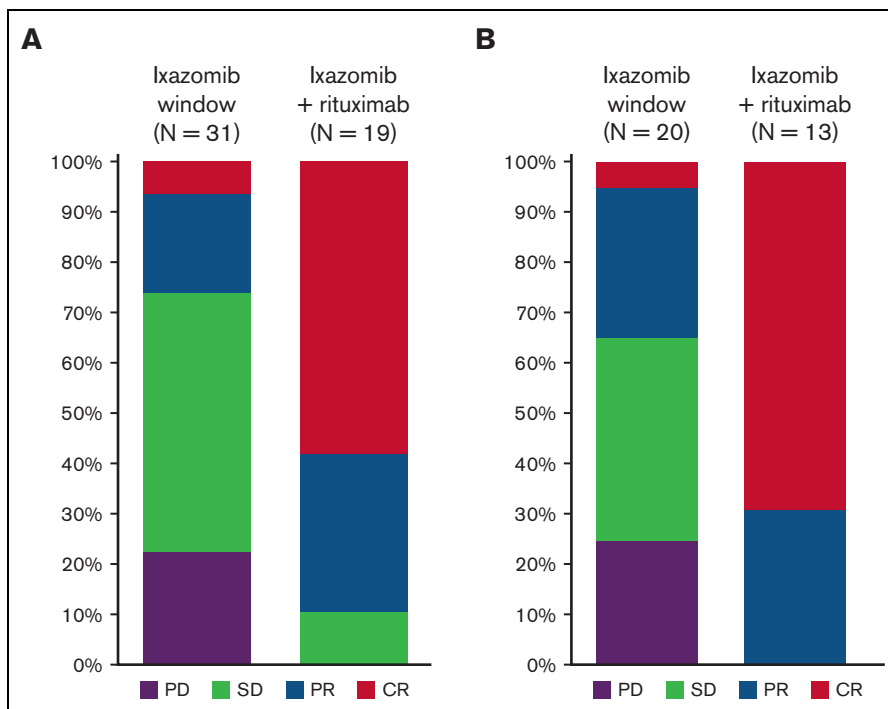 A
Ixazomib
window
(N = 31)
Ixazomib
+ rituximab
(N = 19)
100%
90%
80%
70%
60%
50%
40%
30%
20%
10%
0%
PD SD PR CR
B
Ixazomib
window
(N = 20)
Ixazomib
+ rituximab
(N = 13)
100%
90%
80%
70%
60%
50%
40%
30%
20%
10%
0%
PD SD PR CR